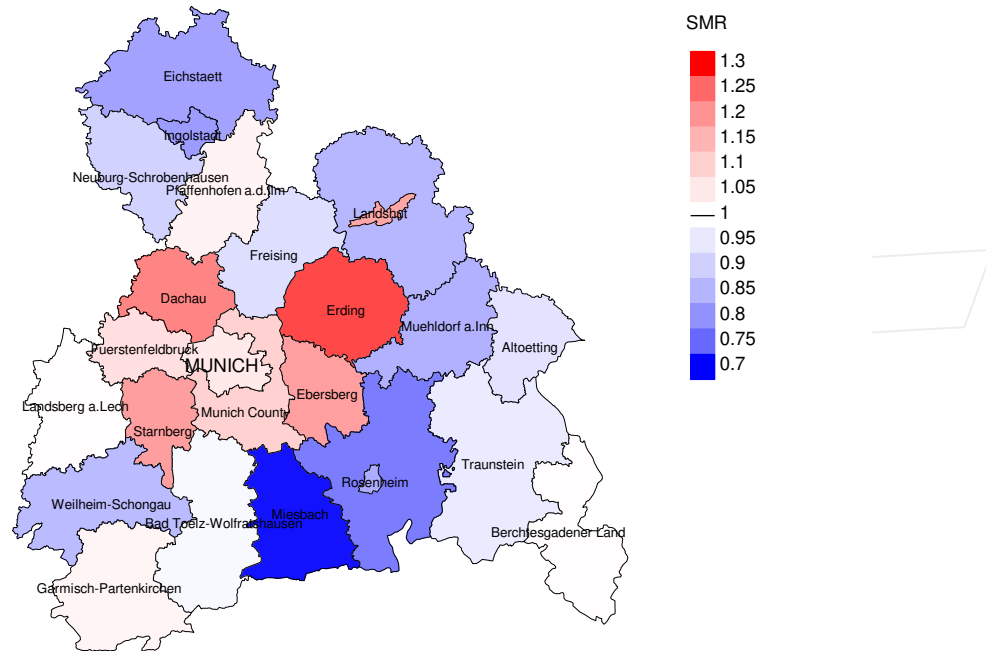 SMR
1.3
1.25
1.2
1.15
1.1
1.05
1
0.95
0.9
0.85
0.8
0.75
0.7
Eichstaett
Ingolstadt
Neuburg-Schrobenhausen
Pfaffenhofen a.d.Ilm
Landshut
Freising
Dachau
Erding
Muehldorf a.Inn
Altoetting
Fuerstenfeldbruck
MUNICH
Ebersberg
Landsberg a.Lech
Munich County
Starnberg
Traunstein
Rosenheim
Weilheim-Schongau
Miesbach
Bad Toelz-Wolfratshausen
Berchtesgadener Land
Garmisch-Partenkirchen